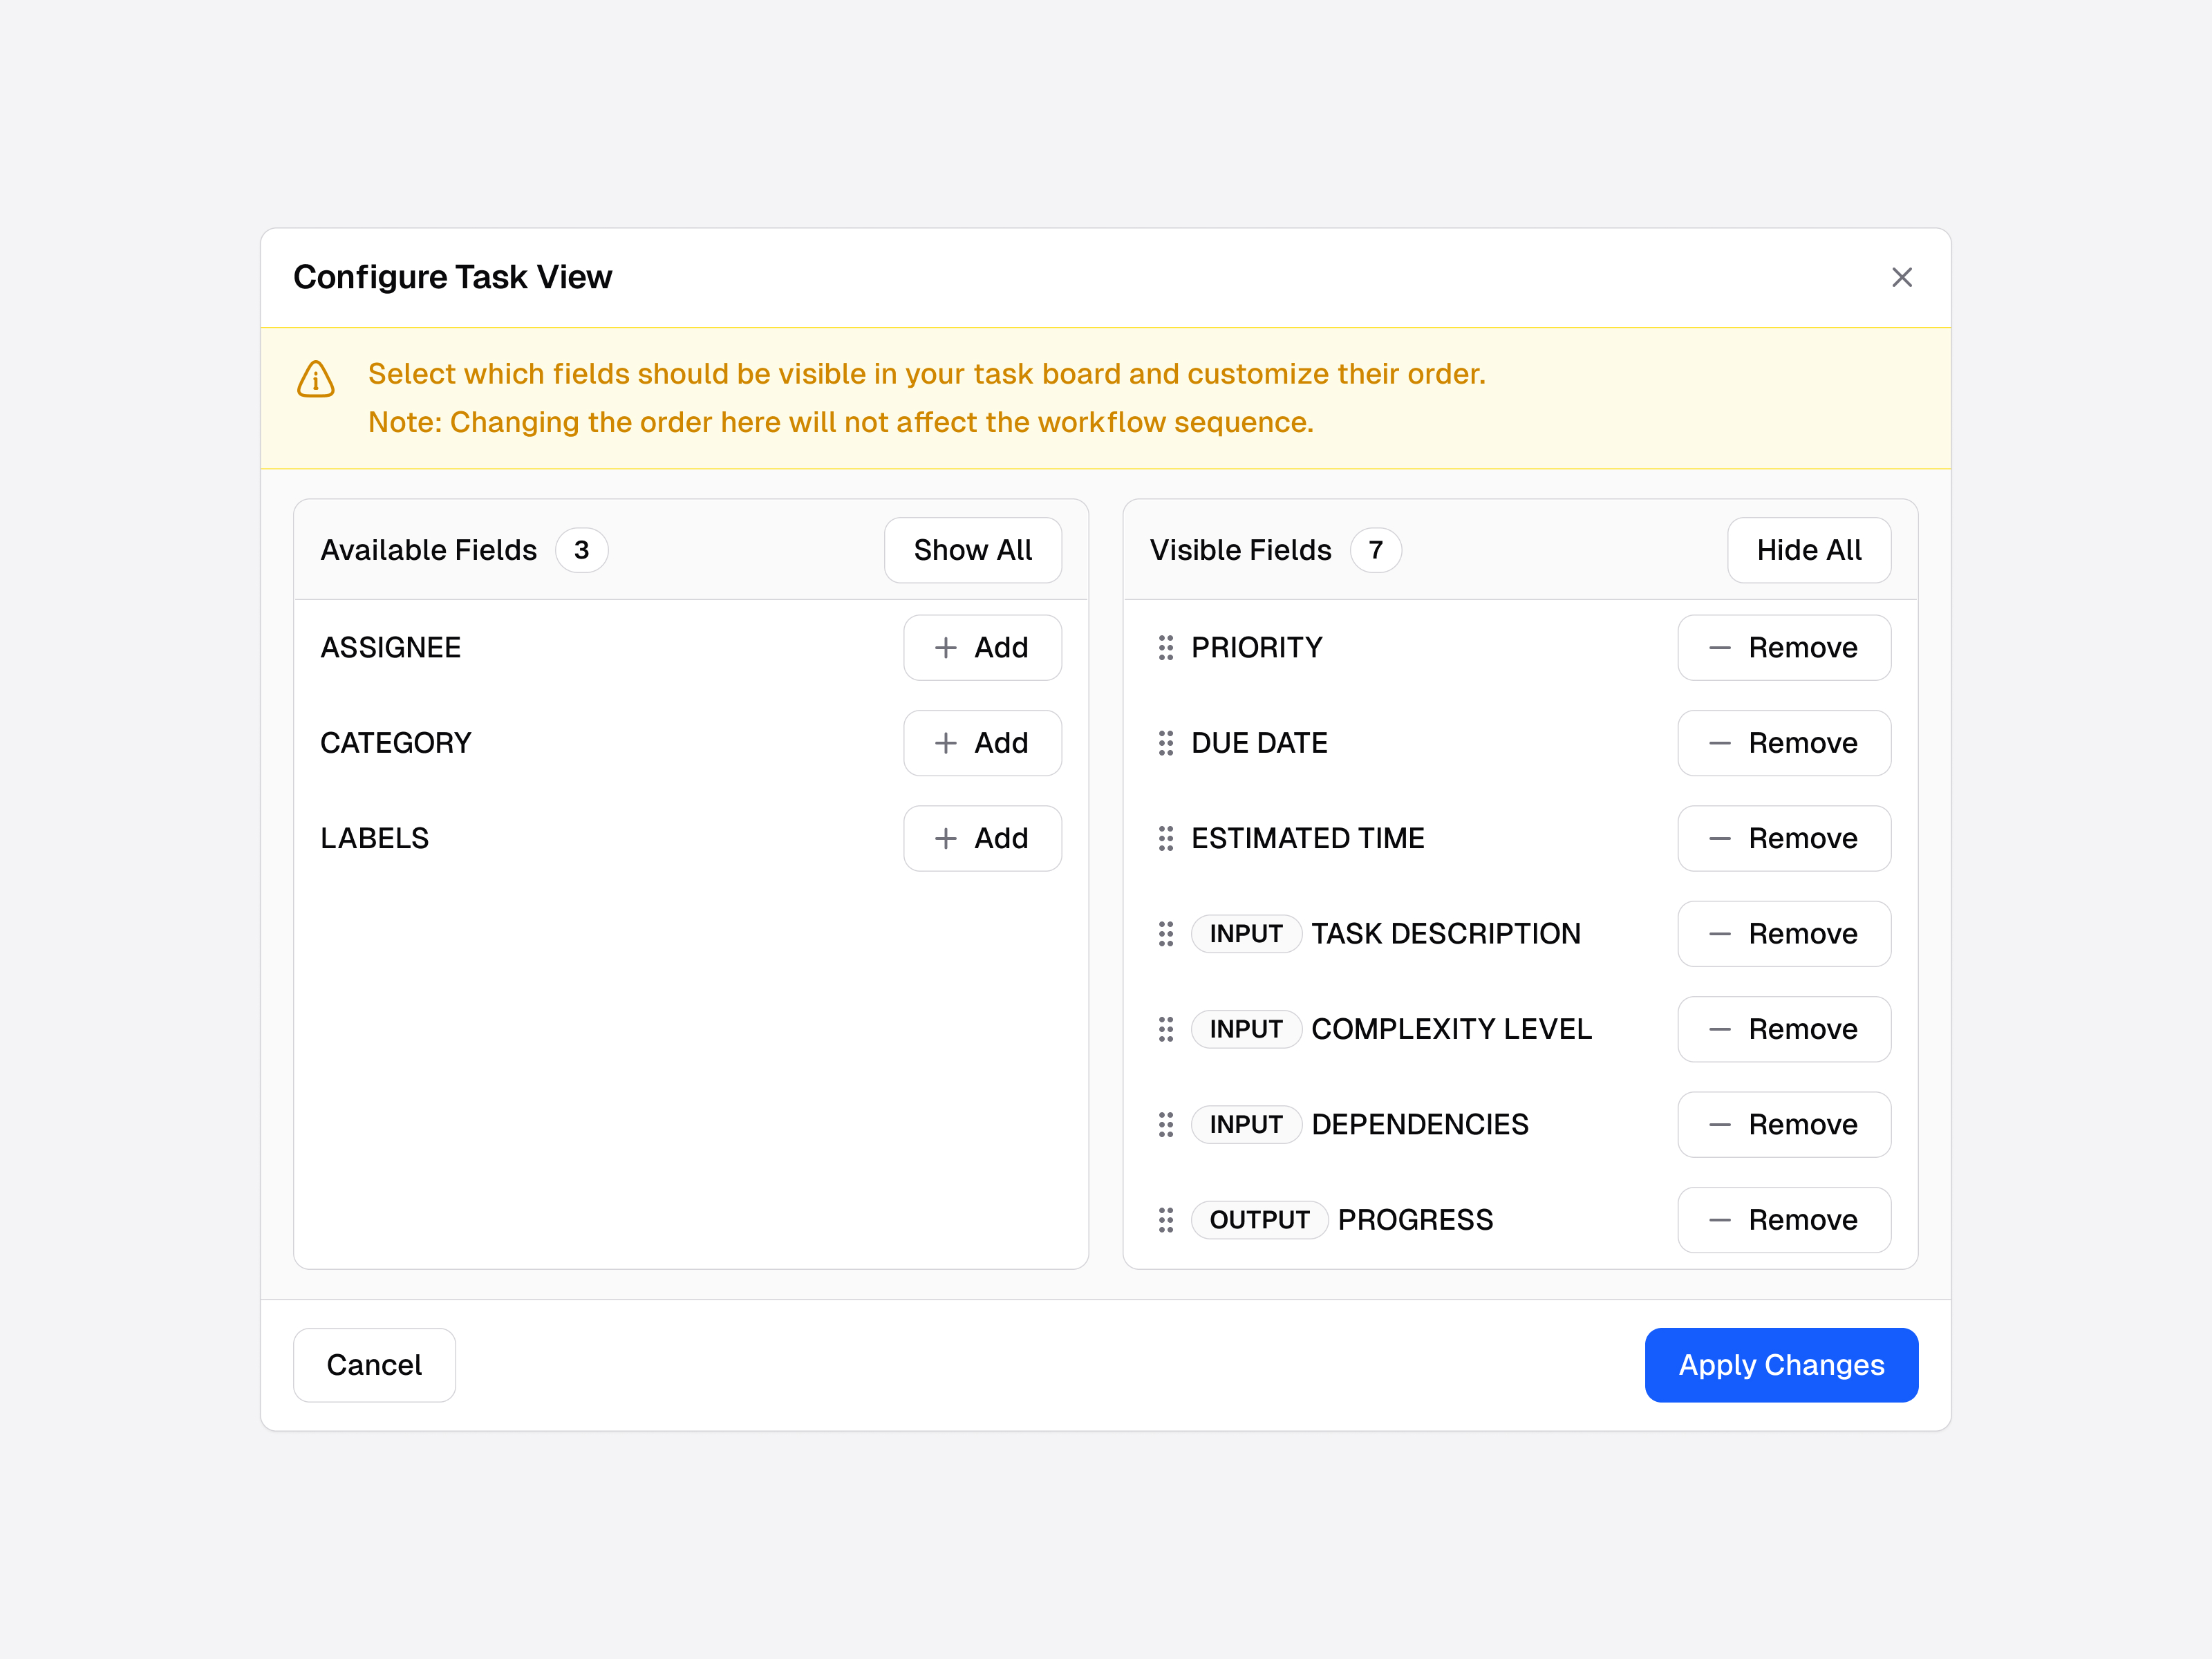 Configure Task View
Select which fields should be visible in your task board and customize their order.
Note: Changing the order here will not affect the workflow sequence.
Available Fields 3 Show All
ASSIGNEE Add
CATEGORY Add
LABELS Add
Visible Fields 7 Hide All
PRIORITY Remove
DUE DATE Remove
ESTIMATED TIME Remove
INPUT TASK DESCRIPTION Remove
INPUT COMPLEXITY LEVEL Remove
INPUT DEPENDENCIES Remove
OUTPUT PROGRESS Remove
Cancel Apply Changes